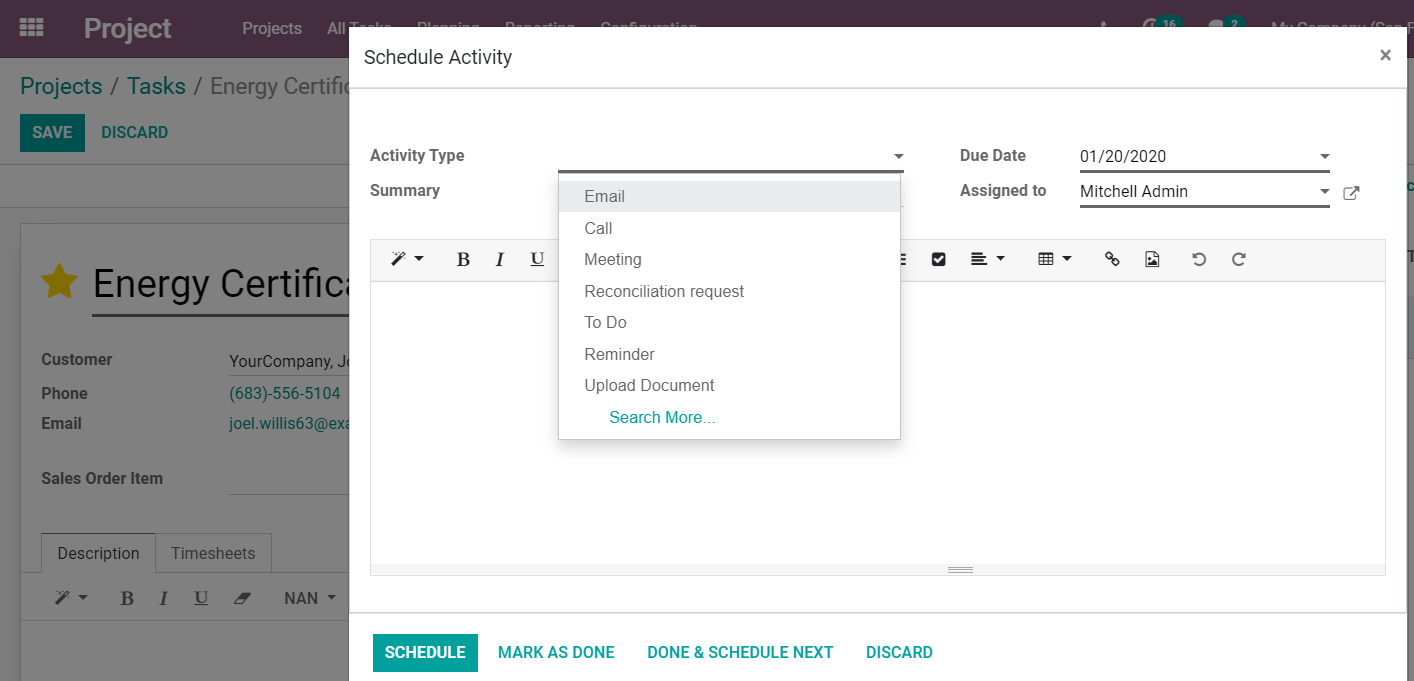 Project Projects All Tasks Planning Reporting Configuration 16 2 My Company (San F
Schedule Activity ×
Projects / Tasks / Energy Certific
SAVE DISCARD
Activity Type
Due Date 01/20/2020
Summary
Assigned to Mitchell Admin
Email
Call
Meeting
Reconciliation request
To Do
Reminder
Upload Document
Search More...
B I U
Energy Certifica
Customer YourCompany, Jo
Phone (683)-556-5104
Email joel.willis63@exa
Sales Order Item
Description Timesheets
B I U NAN
SCHEDULE MARK AS DONE DONE & SCHEDULE NEXT DISCARD